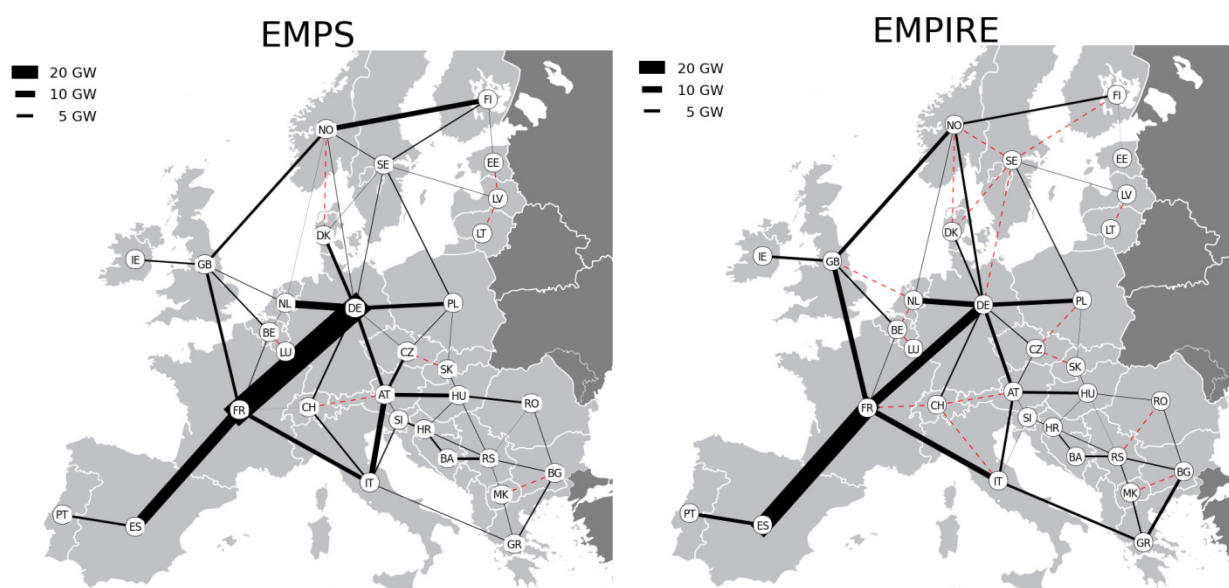 EMPS
20 GW
10 GW
5 GW
FI
NO
SE
EE
LV
LT
DK
IE
GB
NL
DE
PL
BE
LU
CZ
SK
AT
HU
FR
CH
RO
SI
HR
BA
RS
IT
BG
MK
PT
ES
GR
EMPIRE
20 GW
10 GW
5 GW
FI
NO
SE
EE
LV
LT
DK
IE
GB
NL
DE
PL
BE
LU
CZ
SK
AT
HU
FR
CH
RO
SI
HR
BA
RS
IT
BG
MK
PT
ES
GR